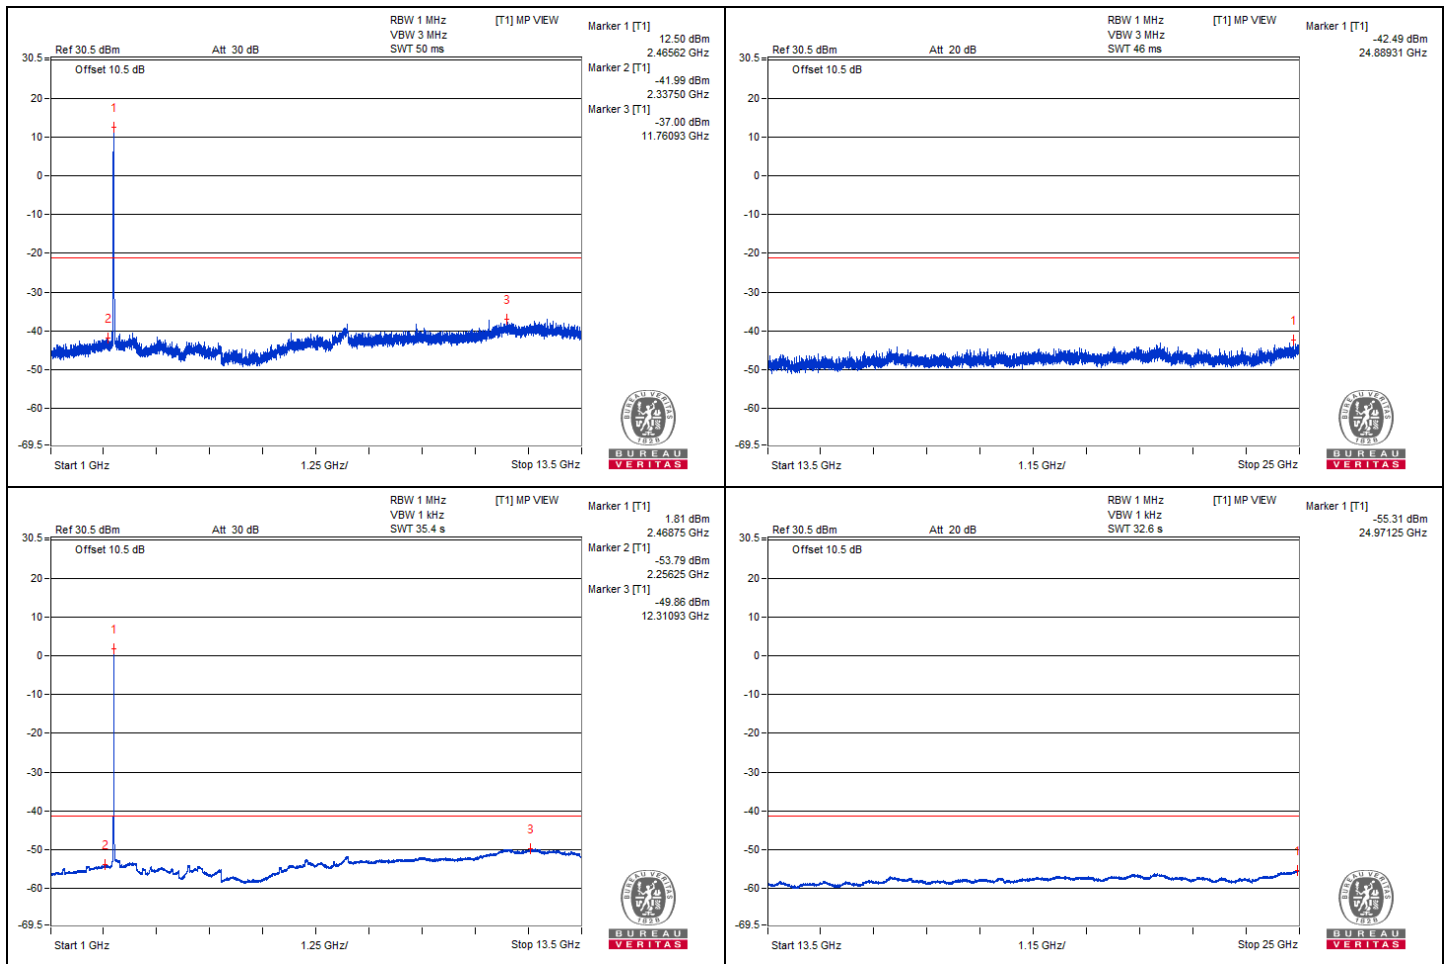 RBW 1 MHz [T1] MP VIEW
VBW 3 MHz
Ref 30.5 dBm Att 30 dB SWT 50 ms
Offset 10.5 dB
Marker 1 [T1]
12.50 dBm
2.46562 GHz
Marker 2 [T1]
-41.99 dBm
2.33750 GHz
Marker 3 [T1]
-37.00 dBm
11.76093 GHz
30.5
20
10
0
-10
-20
-30
-40
-50
-60
-69.5
1
2
3
Start 1 GHz 1.25 GHz/ Stop 13.5 GHz
BUREAU VERITAS
1828
BUREAU
VERITAS
RBW 1 MHz [T1] MP VIEW
VBW 3 MHz
Ref 30.5 dBm Att 20 dB SWT 46 ms
Offset 10.5 dB
Marker 1 [T1]
-42.49 dBm
24.88931 GHz
30.5
20
10
0
-10
-20
-30
-40
-50
-60
-69.5
1
Start 13.5 GHz 1.15 GHz/ Stop 25 GHz
BUREAU VERITAS
1828
BUREAU
VERITAS
RBW 1 MHz [T1] MP VIEW
VBW 1 kHz
Ref 30.5 dBm Att 30 dB SWT 35.4 s
Offset 10.5 dB
Marker 1 [T1]
1.81 dBm
2.46875 GHz
Marker 2 [T1]
-53.79 dBm
2.25625 GHz
Marker 3 [T1]
-49.86 dBm
12.31093 GHz
30.5
20
10
0
-10
-20
-30
-40
-50
-60
-69.5
1
2
3
Start 1 GHz 1.25 GHz/ Stop 13.5 GHz
BUREAU VERITAS
1828
BUREAU
VERITAS
RBW 1 MHz [T1] MP VIEW
VBW 1 kHz
Ref 30.5 dBm Att 20 dB SWT 32.6 s
Offset 10.5 dB
Marker 1 [T1]
-55.31 dBm
24.97125 GHz
30.5
20
10
0
-10
-20
-30
-40
-50
-60
-69.5
1
Start 13.5 GHz 1.15 GHz/ Stop 25 GHz
BUREAU VERITAS
1828
BUREAU
VERITAS